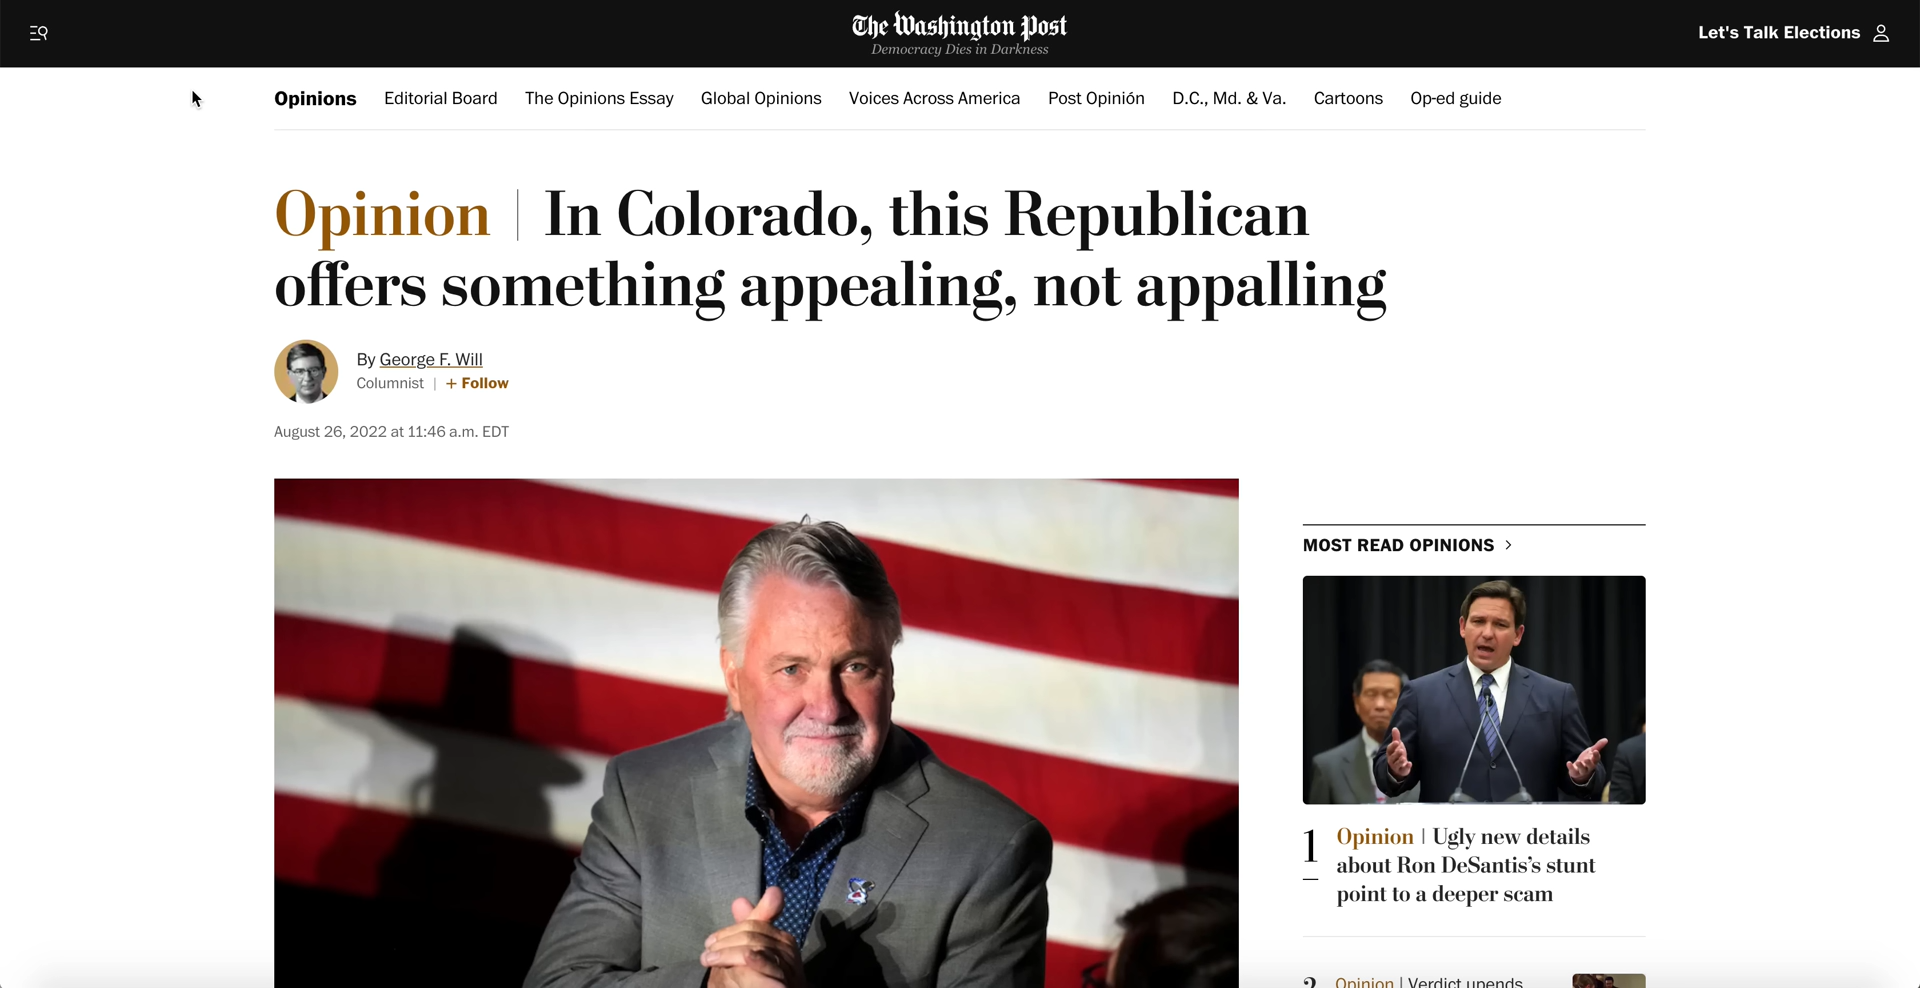 The Washington Post
Democracy Dies in Darkness
Let's Talk Elections
Opinions Editorial Board The Opinions Essay Global Opinions Voices Across America Post Opinión D.C., Md. & Va. Cartoons Op-ed guide
Opinion | In Colorado, this Republican
offers something appealing, not appalling
By George F. Will
Columnist | + Follow
August 26, 2022 at 11:46 a.m. EDT
MOST READ OPINIONS >
1 Opinion | Ugly new details
about Ron DeSantis’s stunt
point to a deeper scam
2 Opinion | Verdict upends